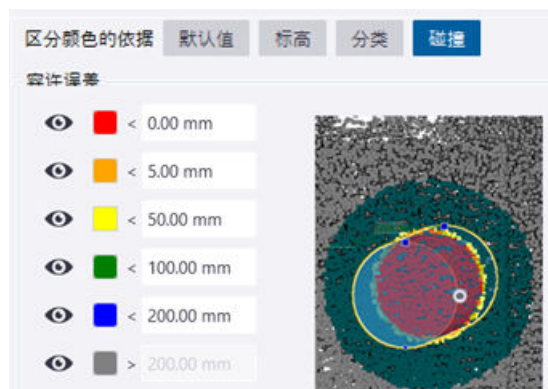 区分颜色的依据 默认值 标高 分类 碰撞
容许误差
< 0.00 mm
< 5.00 mm
< 50.00 mm
< 100.00 mm
< 200.00 mm
> 200.00 mm